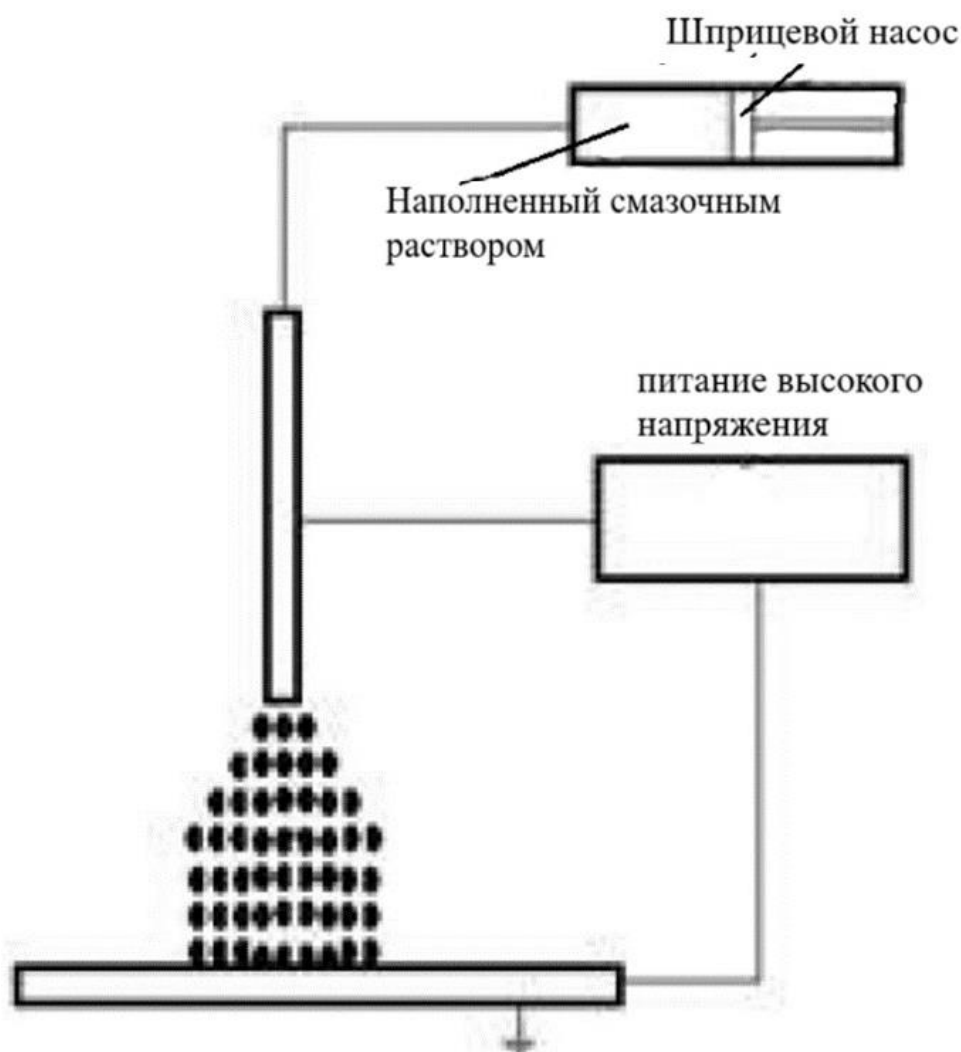 Шприцевой насос
Наполненный смазочным
раствором
питание высокого
напряжения